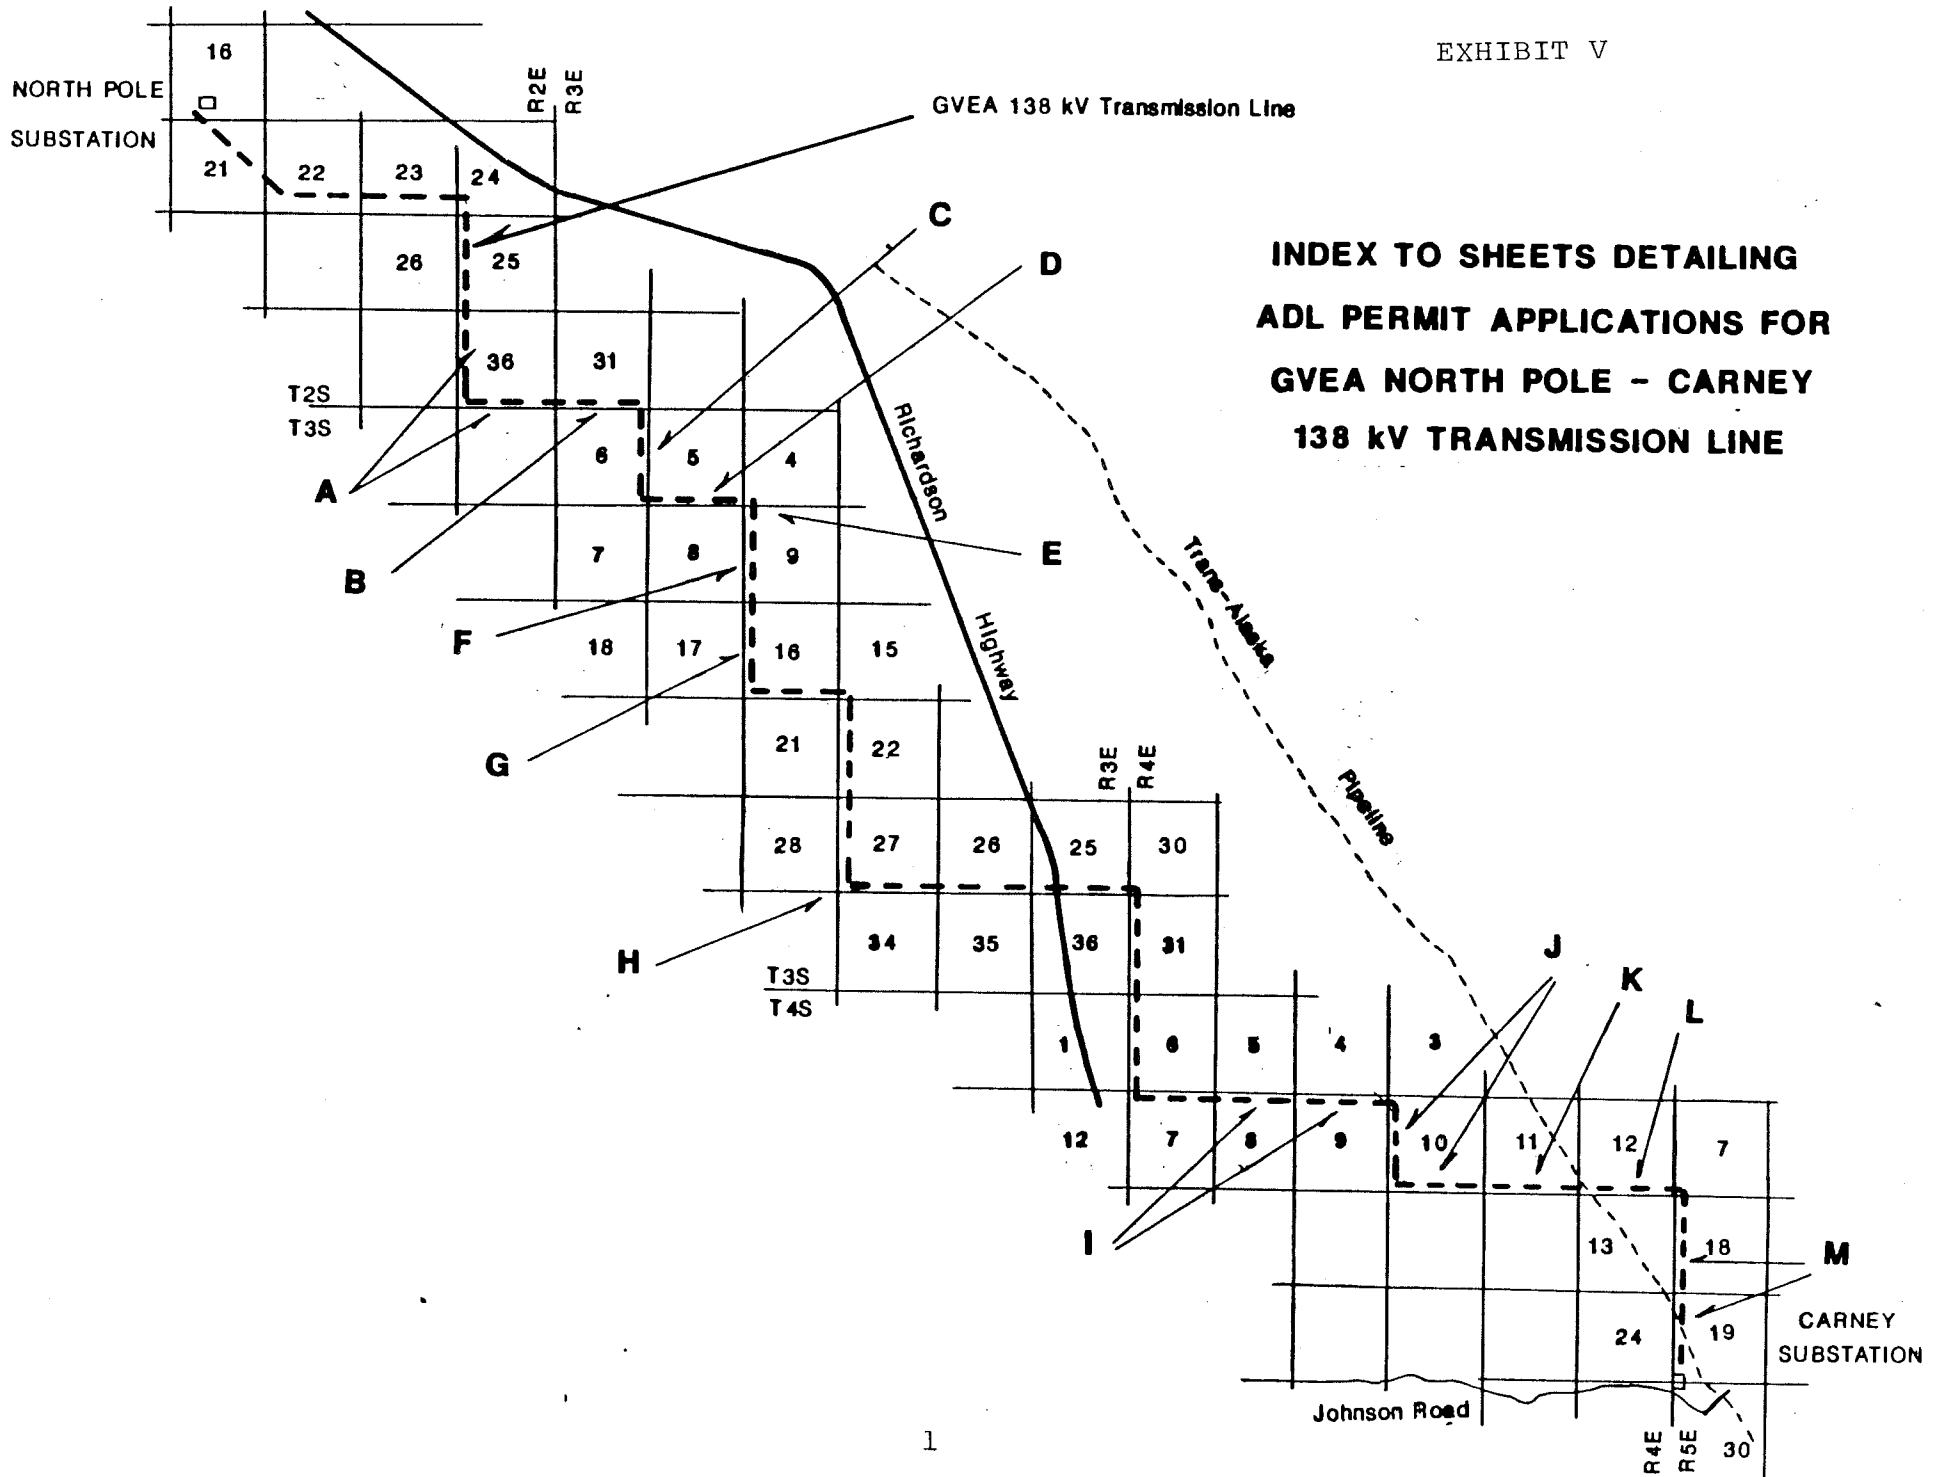 EXHIBIT V
16
NORTH POLE
SUBSTATION
R2E
R3E
GVEA 138 kV Transmission Line
21
22
23
24
C
D
INDEX TO SHEETS DETAILING
ADL PERMIT APPLICATIONS FOR
GVEA NORTH POLE - CARNEY
138 kV TRANSMISSION LINE
26
25
36
31
T2S
T3S
Richardson
Highway
6
5
4
A
B
7
8
9
E
F
18
17
16
15
Trans-Alaska
Pipeline
G
21
22
R3E
R4E
28
27
26
25
30
H
34
35
36
31
T3S
T4S
J
K
L
1
6
5
4
3
12
7
8
9
10
11
12
7
I
13
18
M
24
19
CARNEY
SUBSTATION
Johnson Road
R4E
R5E
30
1